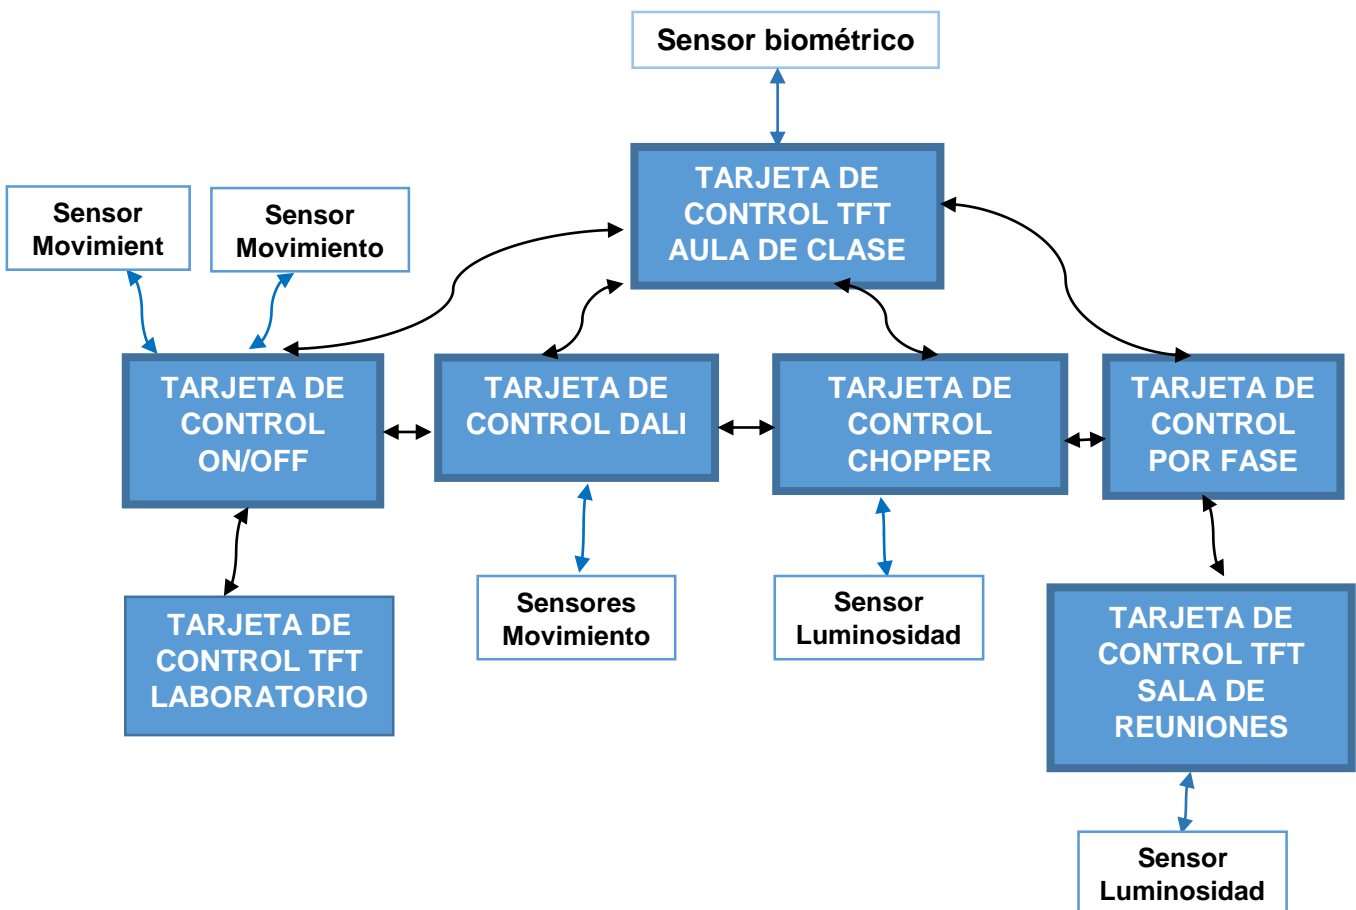 Sensor biométrico
TARJETA DE
CONTROL TFT
AULA DE CLASE
Sensor
Movimient
Sensor
Movimiento
TARJETA DE
CONTROL
ON/OFF
TARJETA DE
CONTROL DALI
TARJETA DE
CONTROL
CHOPPER
TARJETA DE
CONTROL
POR FASE
TARJETA DE
CONTROL TFT
LABORATORIO
Sensores
Movimiento
Sensor
Luminosidad
TARJETA DE
CONTROL TFT
SALA DE
REUNIONES
Sensor
Luminosidad